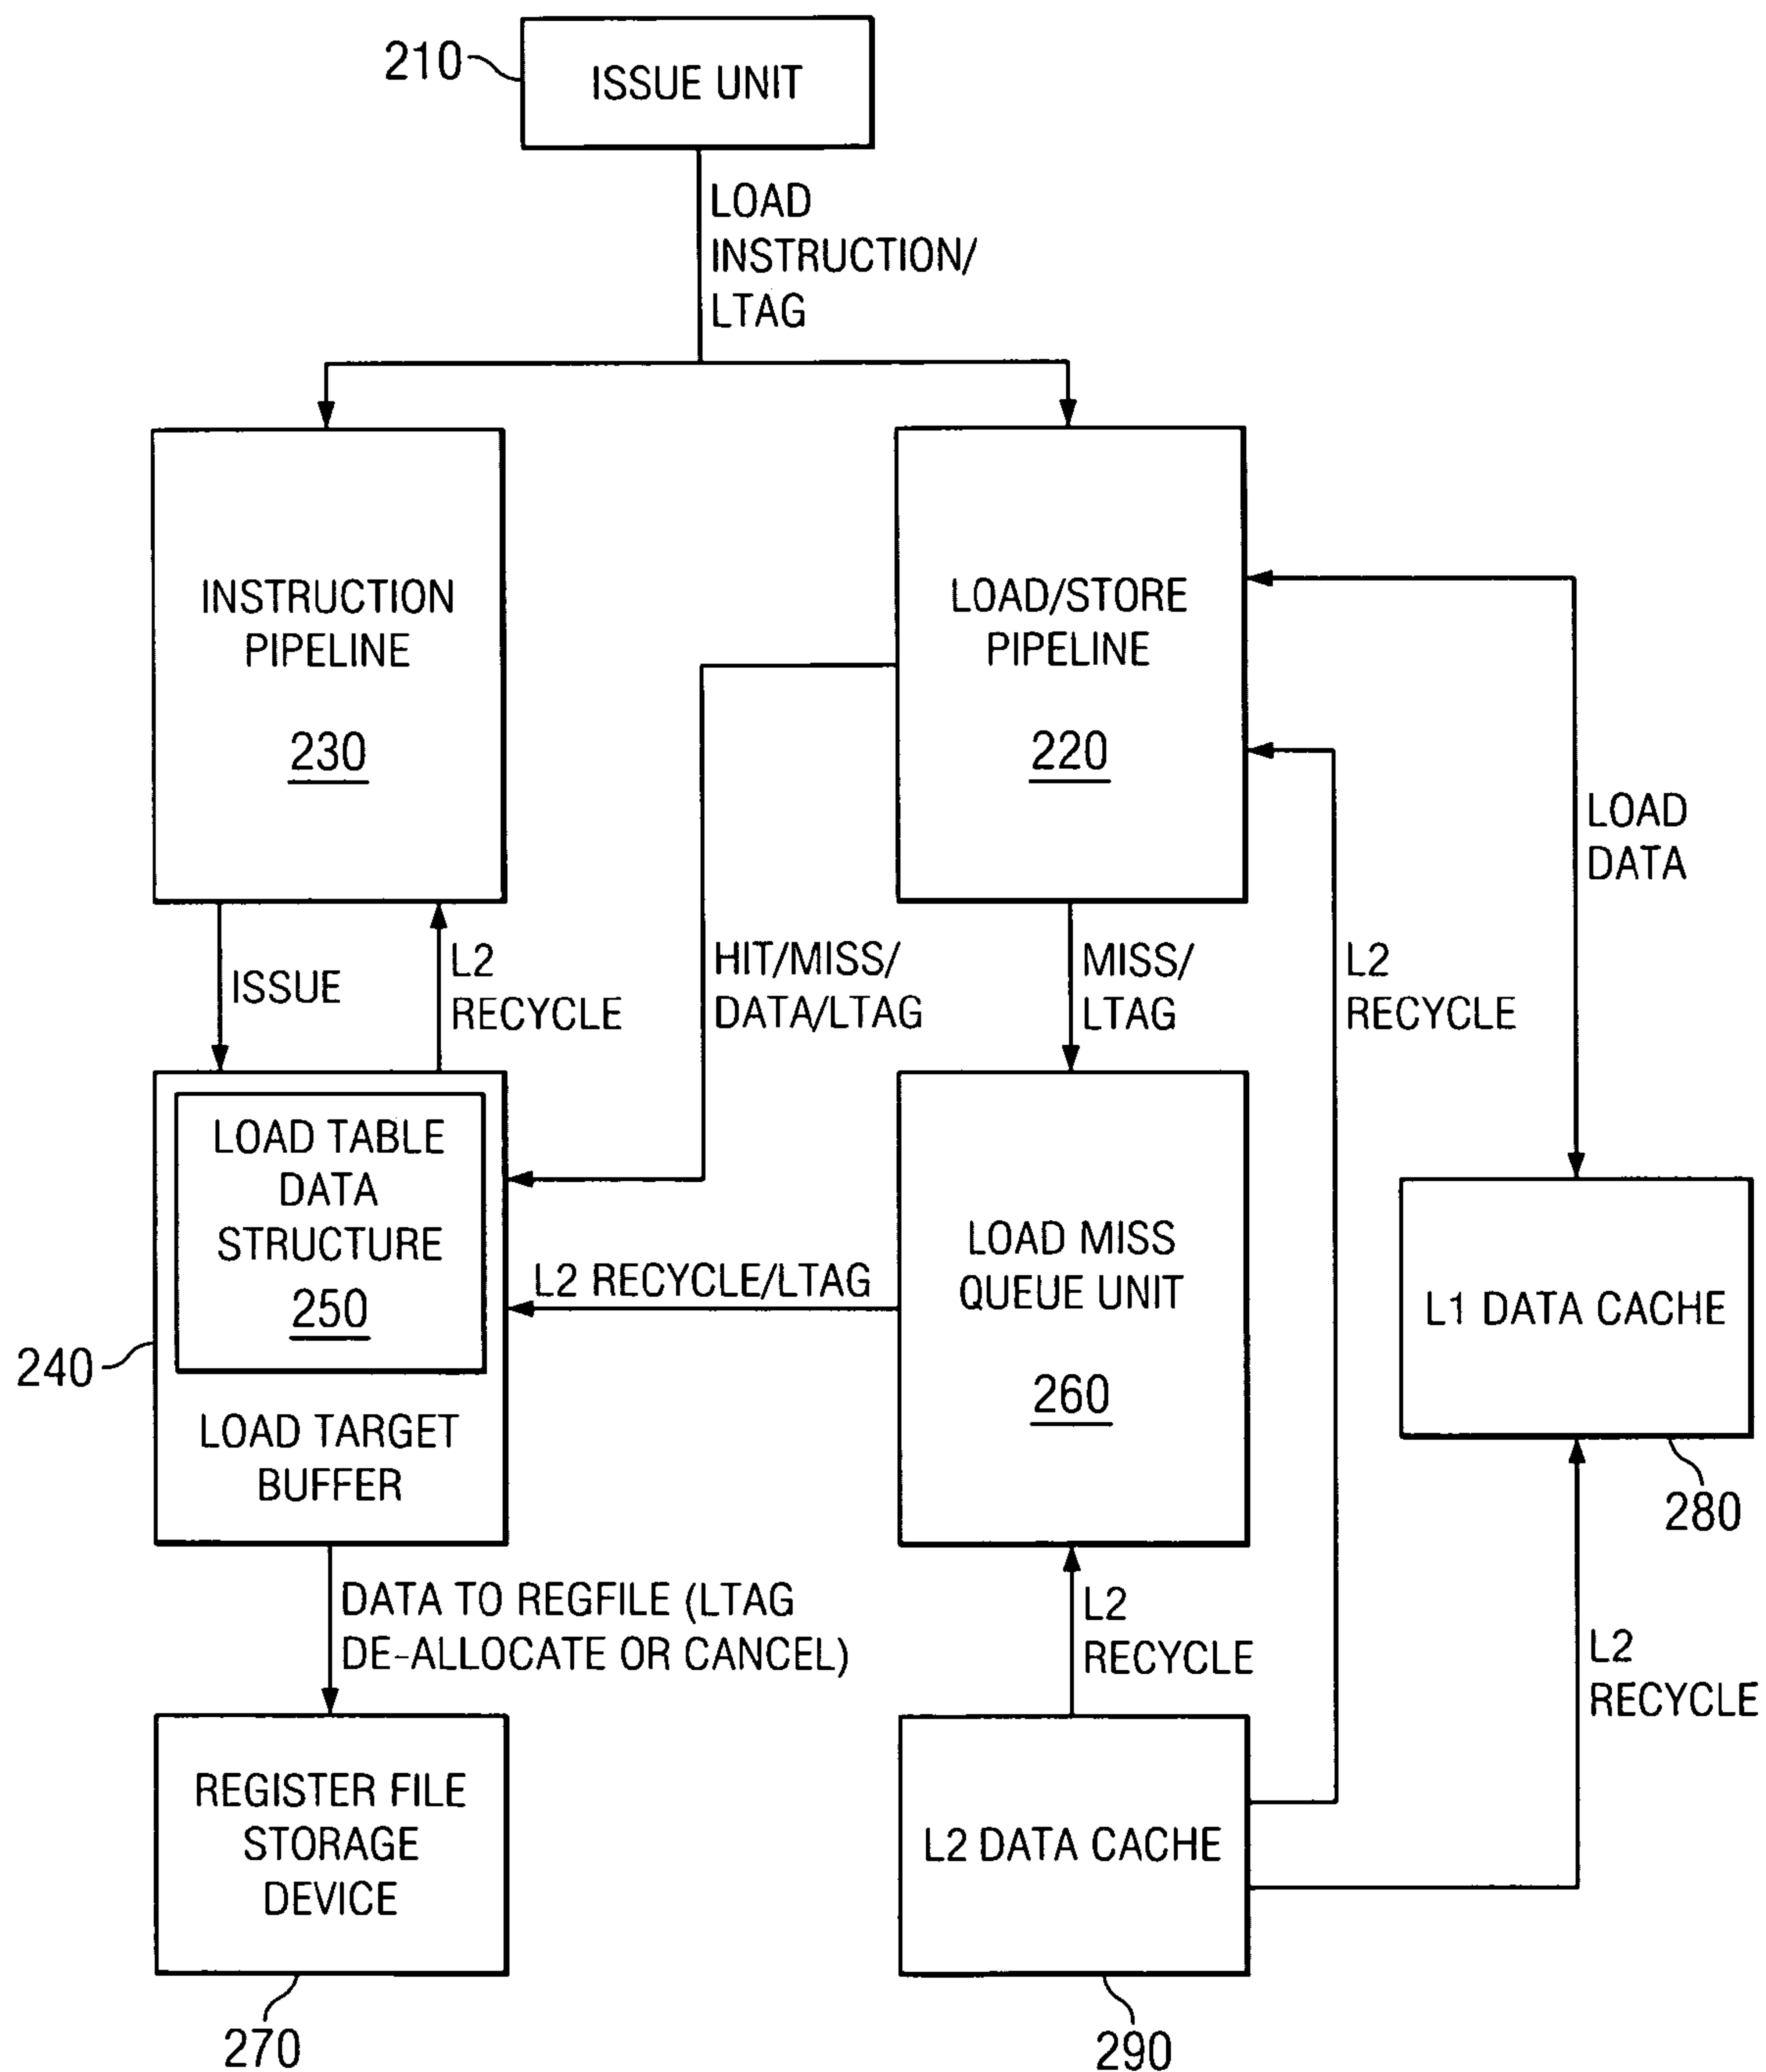 210
ISSUE UNIT
LOAD
INSTRUCTION/
LTAG
INSTRUCTION
PIPELINE
230
LOAD/STORE
PIPELINE
220
LOAD
DATA
ISSUE
L2
RECYCLE
HIT/MISS/
DATA/LTAG
MISS/
LTAG
L2
RECYCLE
LOAD TABLE
DATA
STRUCTURE
250
240
LOAD TARGET
BUFFER
L2 RECYCLE/LTAG
LOAD MISS
QUEUE UNIT
260
L1 DATA CACHE
280
DATA TO REGFILE (LTAG
DE-ALLOCATE OR CANCEL)
L2
RECYCLE
L2
RECYCLE
REGISTER FILE
STORAGE
DEVICE
270
L2 DATA CACHE
290